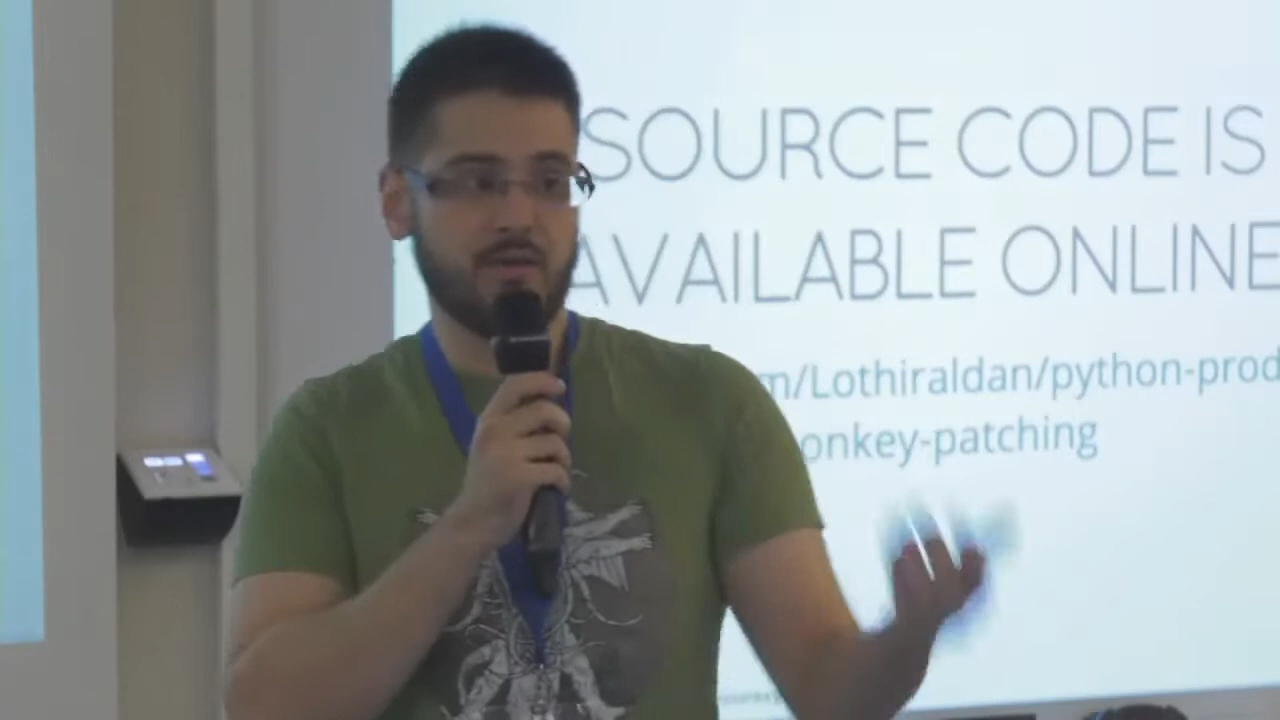 SOURCE CODE IS
AVAILABLE ONLINE
m/Lothiraldan/python-prod
onkey-patching